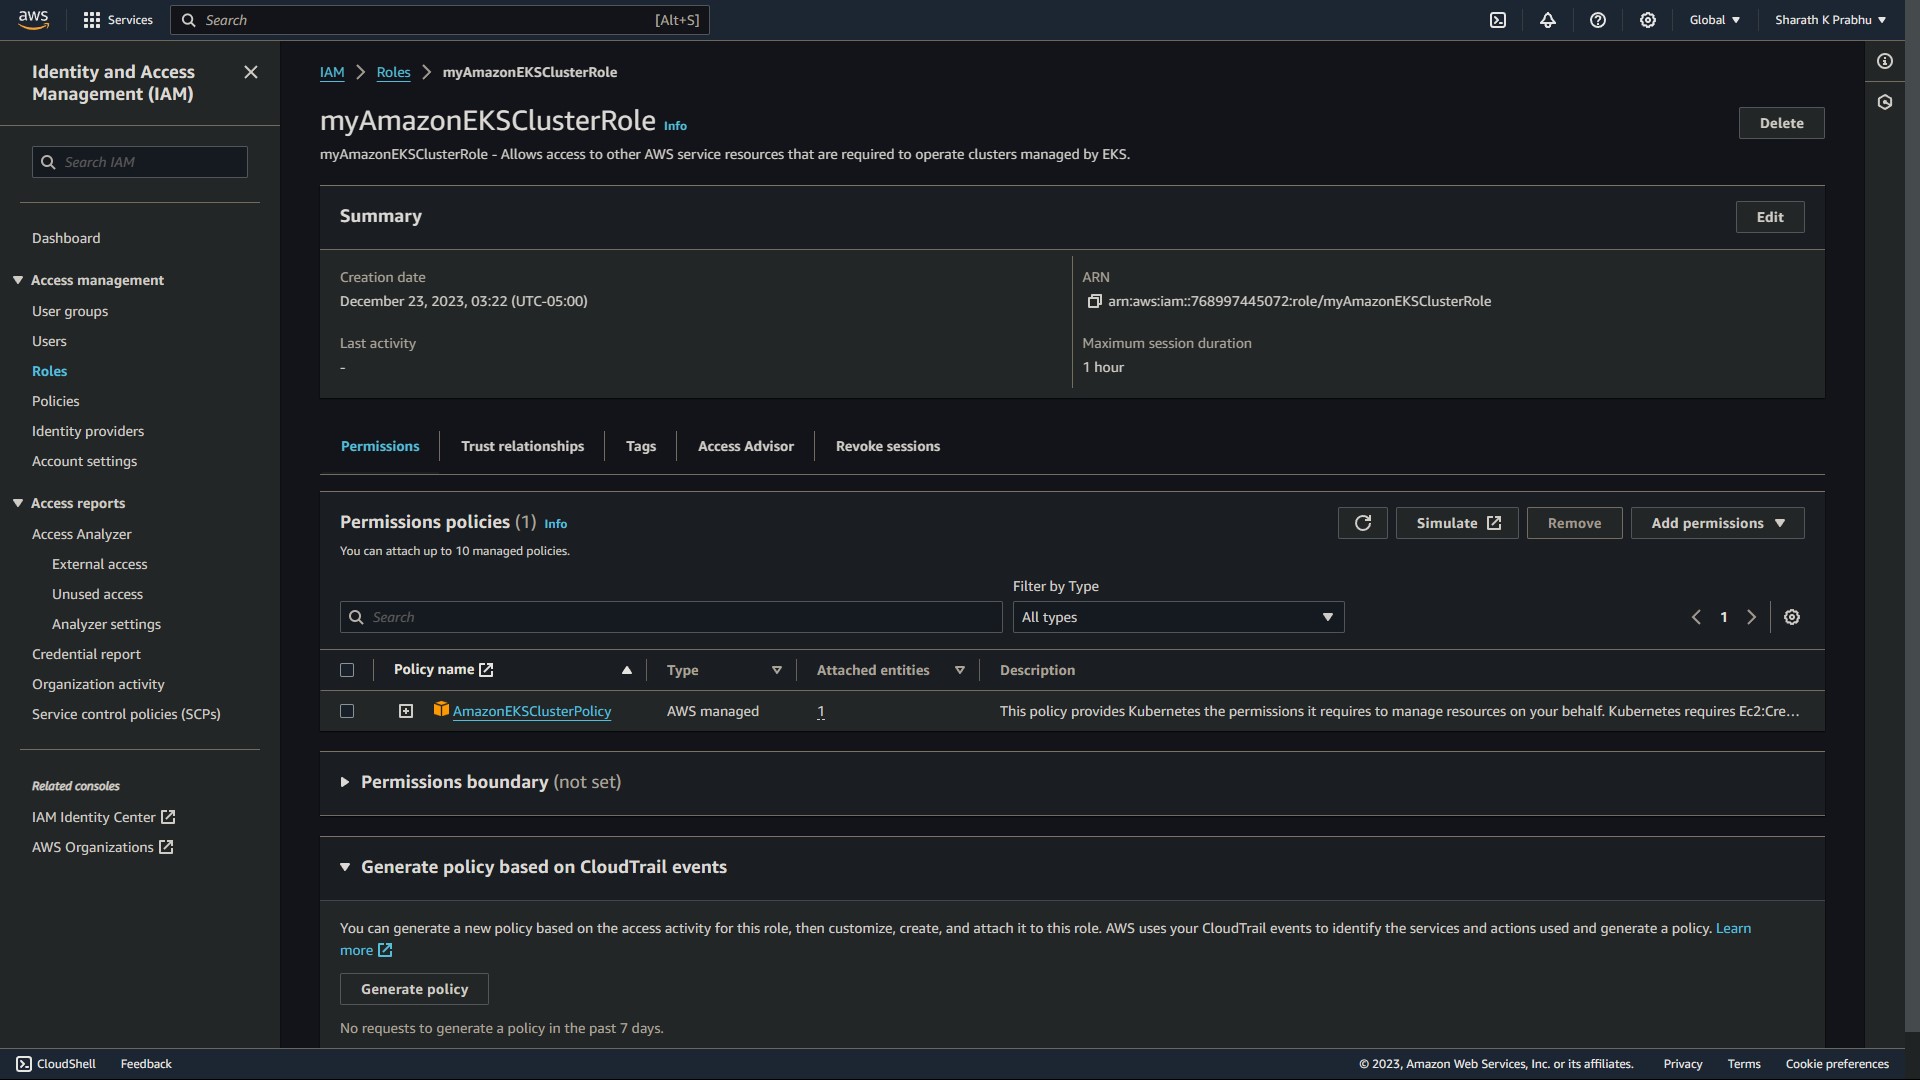 aws
Services
Search
[Alt+S]
Global
Sharath K Prabhu
Identity and Access
Management (IAM)
Search IAM
Dashboard
Access management
User groups
Users
Roles
Policies
Identity providers
Account settings
Access reports
Access Analyzer
External access
Unused access
Analyzer settings
Credential report
Organization activity
Service control policies (SCPs)
Related consoles
IAM Identity Center
AWS Organizations
IAM > Roles > myAmazonEKSClusterRole
myAmazonEKSClusterRole Info
Delete
myAmazonEKSClusterRole - Allows access to other AWS service resources that are required to operate clusters managed by EKS.
Summary
Edit
Creation date
December 23, 2023, 03:22 (UTC-05:00)
ARN
arn:aws:iam::768997445072:role/myAmazonEKSClusterRole
Last activity
-
Maximum session duration
1 hour
Permissions
Trust relationships
Tags
Access Advisor
Revoke sessions
Permissions policies (1) Info
You can attach up to 10 managed policies.
Simulate
Remove
Add permissions
Filter by Type
Search
All types
1
Policy name
Type
Attached entities
Description
AmazonEKSClusterPolicy
AWS managed
1
This policy provides Kubernetes the permissions it requires to manage resources on your behalf. Kubernetes requires Ec2:Cre...
Permissions boundary (not set)
Generate policy based on CloudTrail events
You can generate a new policy based on the access activity for this role, then customize, create, and attach it to this role. AWS uses your CloudTrail events to identify the services and actions used and generate a policy. Learn
more
Generate policy
No requests to generate a policy in the past 7 days.
CloudShell
Feedback
© 2023, Amazon Web Services, Inc. or its affiliates.
Privacy
Terms
Cookie preferences